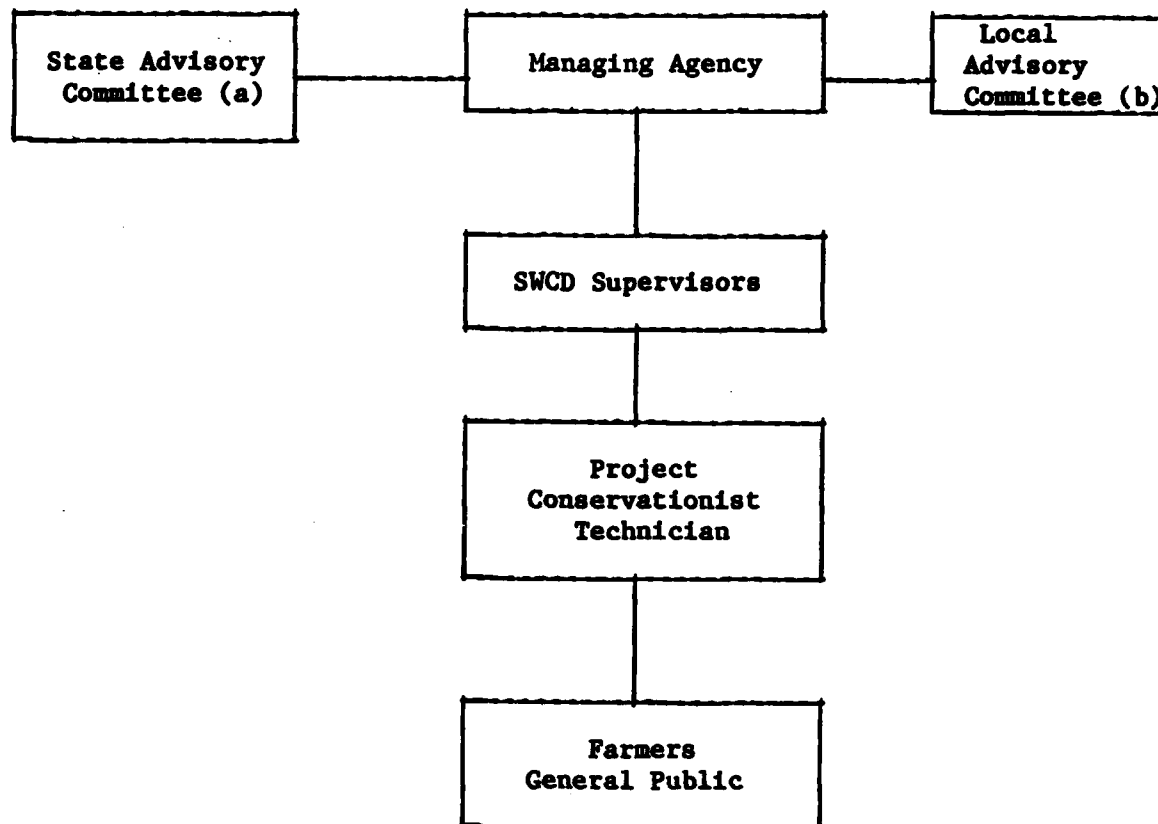 State Advisory
Committee (a)
Managing Agency
Local
Advisory
Committee (b)
SWCD Supervisors
Project
Conservationist
Technician
Farmers
General Public